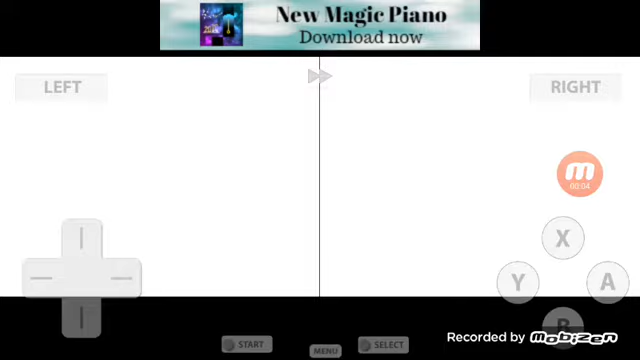 New Magic Piano
Download now
LEFT
RIGHT
m
00:04
X
Y
A
B
START
MENU
SELECT
Recorded by mobizen